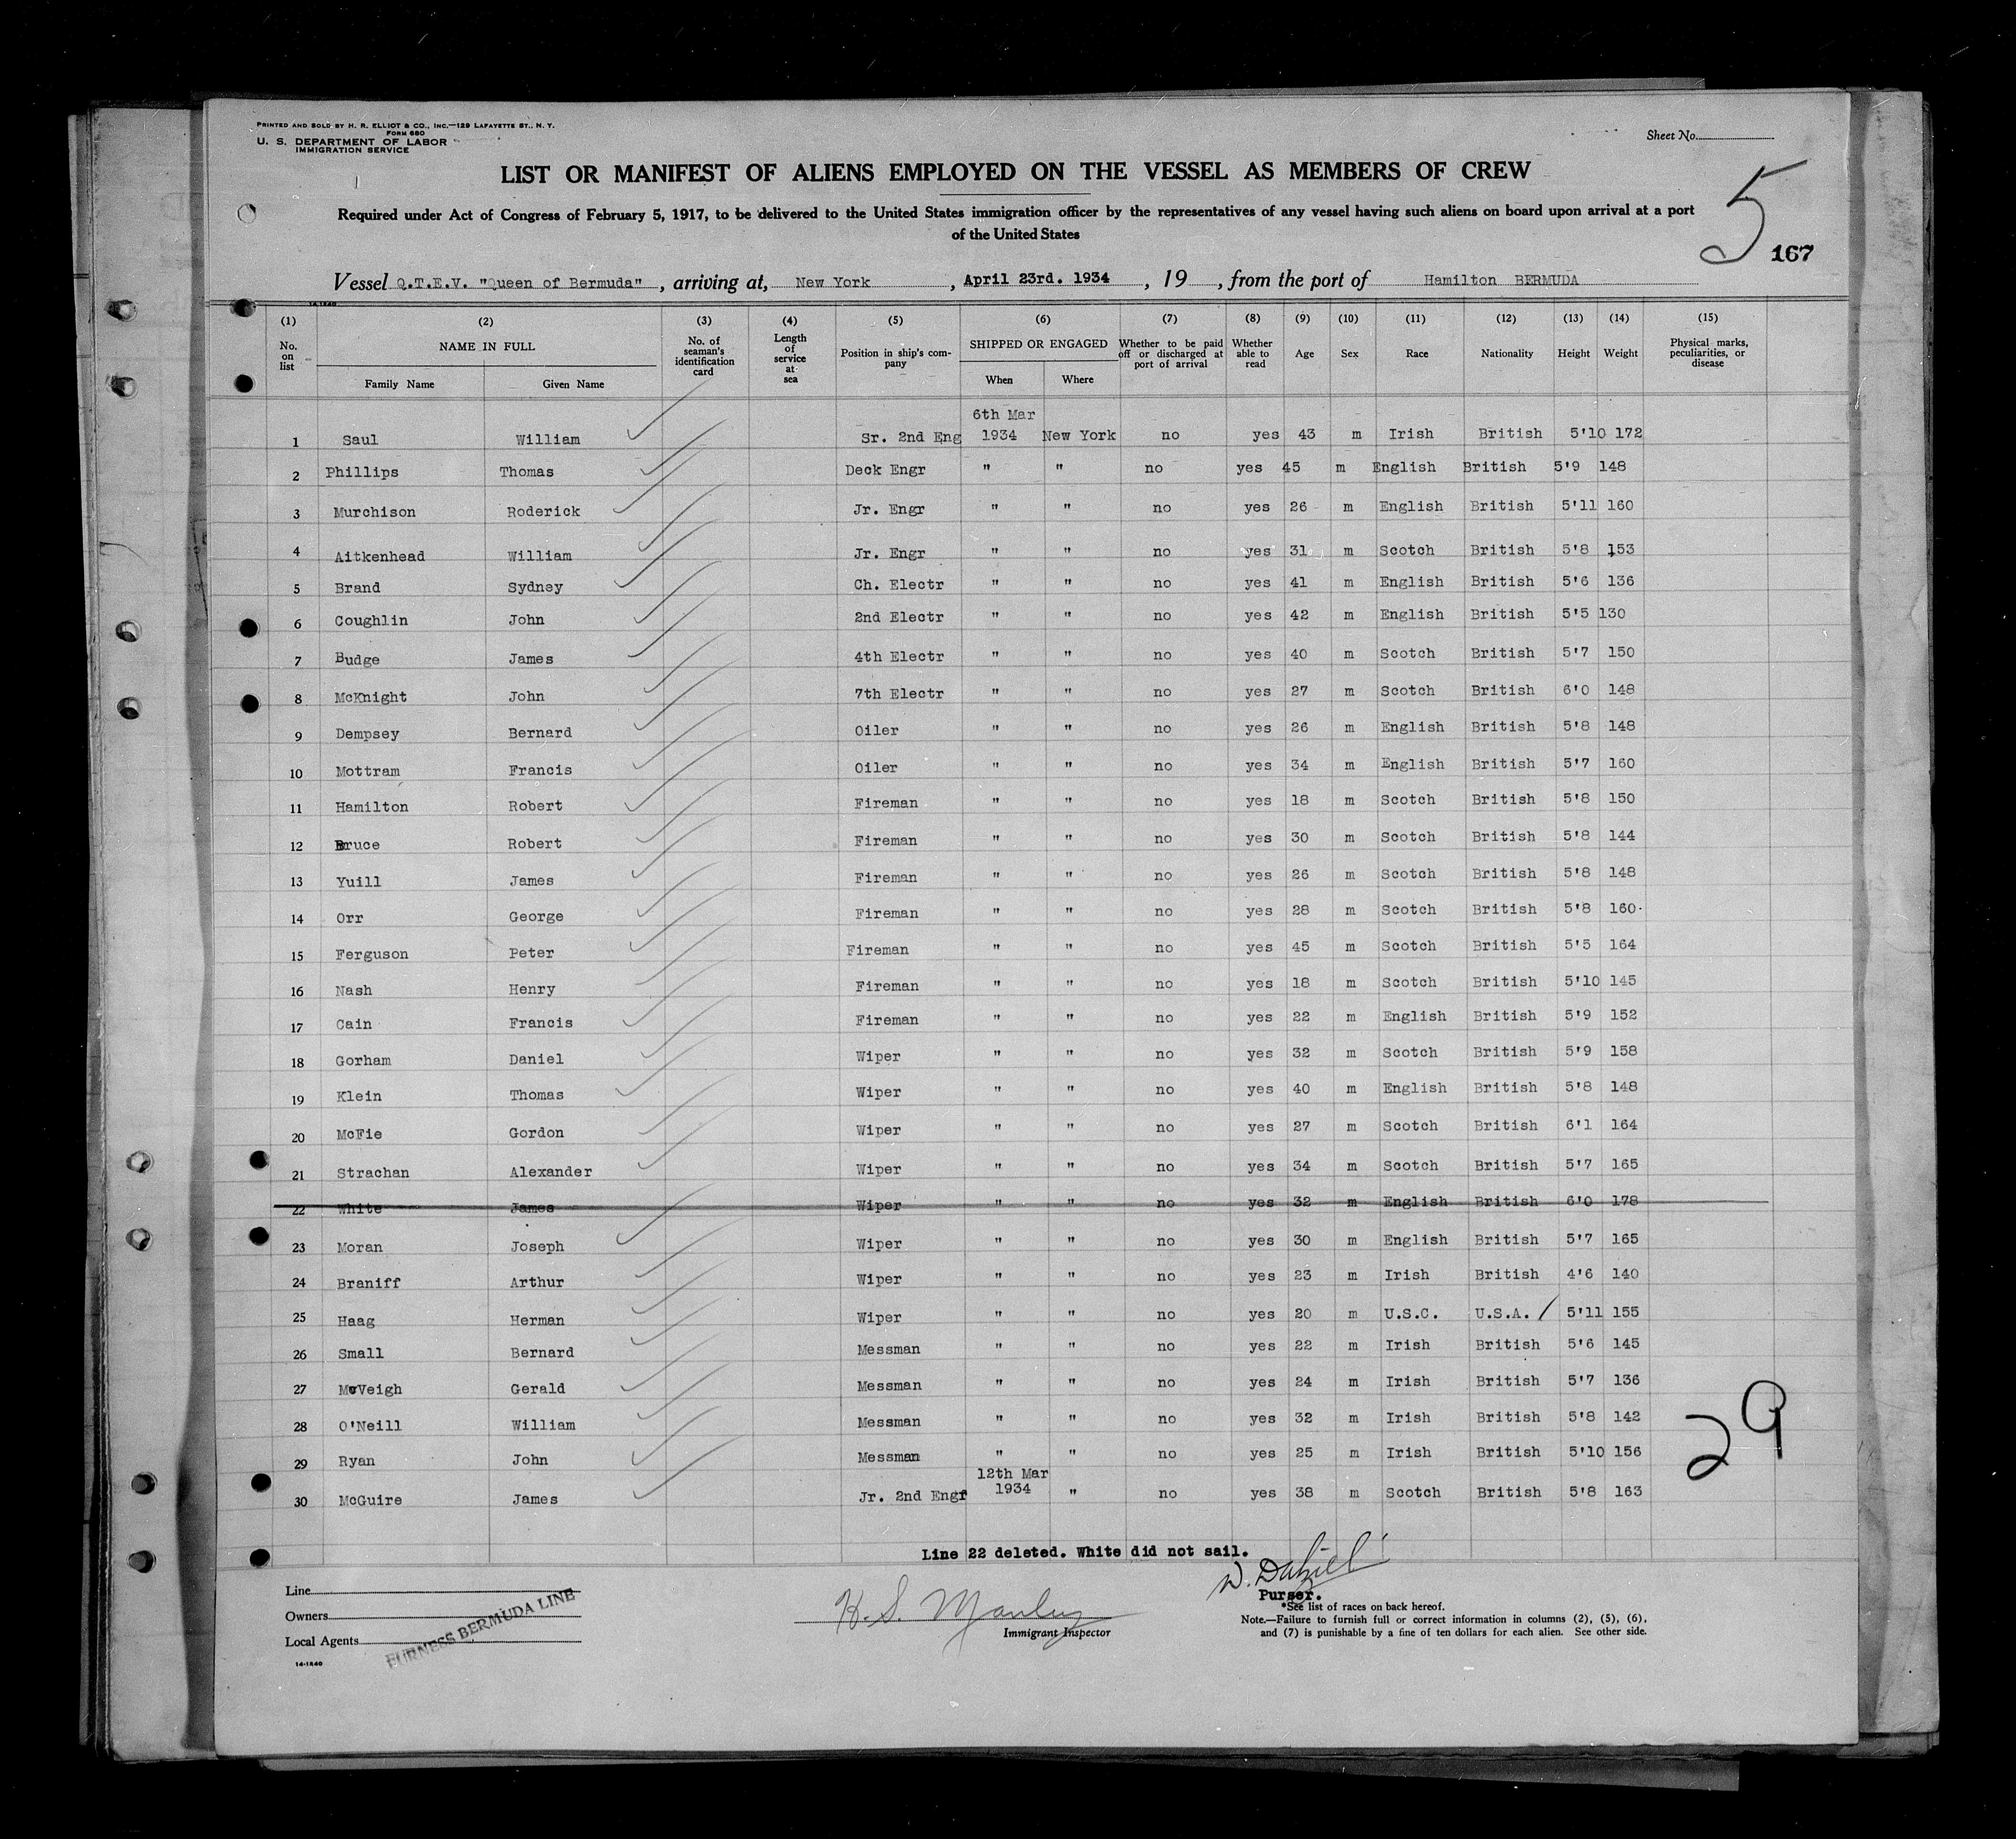 PRINTED AND SOLD BY H. R. ELLIOT & CO., INC.—129 LAFAYETTE ST., N. Y.
FORM 680
U. S. DEPARTMENT OF LABOR
IMMIGRATION SERVICE
Sheet No.
LIST OR MANIFEST OF ALIENS EMPLOYED ON THE VESSEL AS MEMBERS OF CREW
5
Required under Act of Congress of February 5, 1917, to be delivered to the United States immigration officer by the representatives of any vessel having such aliens on board upon arrival at a port
of the United States
167
Vessel Q.T.E.V. "Queen of Bermuda", arriving at, New York, April 23rd. 1934, 19 , from the port of Hamilton BERMUDA
14-1240
(1) (2) (3) (4) (5) (6) (7) (8) (9) (10) (11) (12) (13) (14) (15)
No. on list NAME IN FULL Family Name Given Name No. of seaman's identification card Length of service at sea Position in ship's company SHIPPED OR ENGAGED When Where Whether to be paid off or discharged at port of arrival Whether able to read Age Sex Race Nationality Height Weight Physical marks, peculiarities, or disease
6th Mar
1 Saul William Sr. 2nd Eng 1934 New York no yes 43 m Irish British 5'10 172
2 Phillips Thomas Deck Engr " " no yes 45 m English British 5'9 148
3 Murchison Roderick Jr. Engr " " no yes 26 m English British 5'11 160
4 Aitkenhead William Jr. Engr " " no yes 31 m Scotch British 5'8 153
5 Brand Sydney Ch. Electr " " no yes 41 m English British 5'6 136
6 Coughlin John 2nd Electr " " no yes 42 m English British 5'5 130
7 Budge James 4th Electr " " no yes 40 m Scotch British 5'7 150
8 McKnight John 7th Electr " " no yes 27 m Scotch British 6'0 148
9 Dempsey Bernard Oiler " " no yes 26 m English British 5'8 148
10 Mottram Francis Oiler " " no yes 34 m English British 5'7 160
11 Hamilton Robert Fireman " " no yes 18 m Scotch British 5'8 150
12 Bruce Robert Fireman " " no yes 30 m Scotch British 5'8 144
13 Yuill James Fireman " " no yes 26 m Scotch British 5'8 148
14 Orr George Fireman " " no yes 28 m Scotch British 5'8 160
15 Ferguson Peter Fireman " " no yes 45 m Scotch British 5'5 164
16 Nash Henry Fireman " " no yes 18 m Scotch British 5'10 145
17 Cain Francis Fireman " " no yes 22 m English British 5'9 152
18 Gorham Daniel Wiper " " no yes 32 m Scotch British 5'9 158
19 Klein Thomas Wiper " " no yes 40 m English British 5'8 148
20 McFie Gordon Wiper " " no yes 27 m Scotch British 6'1 164
21 Strachan Alexander Wiper " " no yes 34 m Scotch British 5'7 165
22 White James Wiper " " no yes 32 m English British 6'0 178
23 Moran Joseph Wiper " " no yes 30 m English British 5'7 165
24 Braniff Arthur Wiper " " no yes 23 m Irish British 4'6 140
25 Haag Herman Wiper " " no yes 20 m U.S.C. U.S.A. / 5'11 155
26 Small Bernard Messman " " no yes 22 m Irish British 5'6 145
27 McVeigh Gerald Messman " " no yes 24 m Irish British 5'7 136
28 O'Neill William Messman " " no yes 32 m Irish British 5'8 142
29 Ryan John Messman " " no yes 25 m Irish British 5'10 156
12th Mar
30 McGuire James Jr. 2nd Engr 1934 " no yes 38 m Scotch British 5'8 163
29
Line 22 deleted. White did not sail.
Line
Owners
Local Agents
FURNESS BERMUDA LINE
14-1240
H. S. Manley
Immigrant Inspector
Purser.
*See list of races on back hereof.
Note.—Failure to furnish full or correct information in columns (2), (5), (6),
and (7) is punishable by a fine of ten dollars for each alien. See other side.